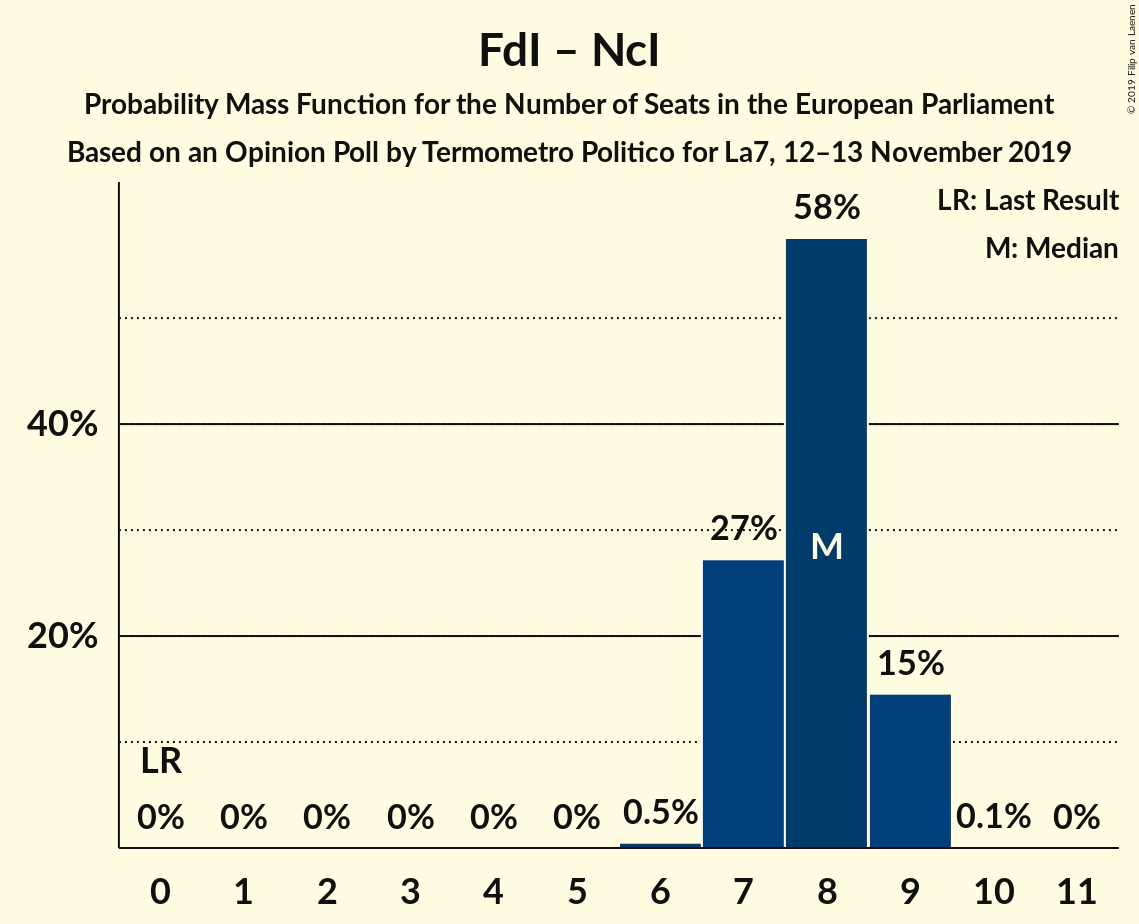 FdI – NcI
Probability Mass Function for the Number of Seats in the European Parliament
Based on an Opinion Poll by Termometro Politico for La7, 12–13 November 2019
© 2019 Filip van Laenen
LR: Last Result
M: Median
58%
40%
27%
M
20%
15%
LR
0% 0% 0% 0% 0% 0% 0.5% 0.1% 0%
0 1 2 3 4 5 6 7 8 9 10 11